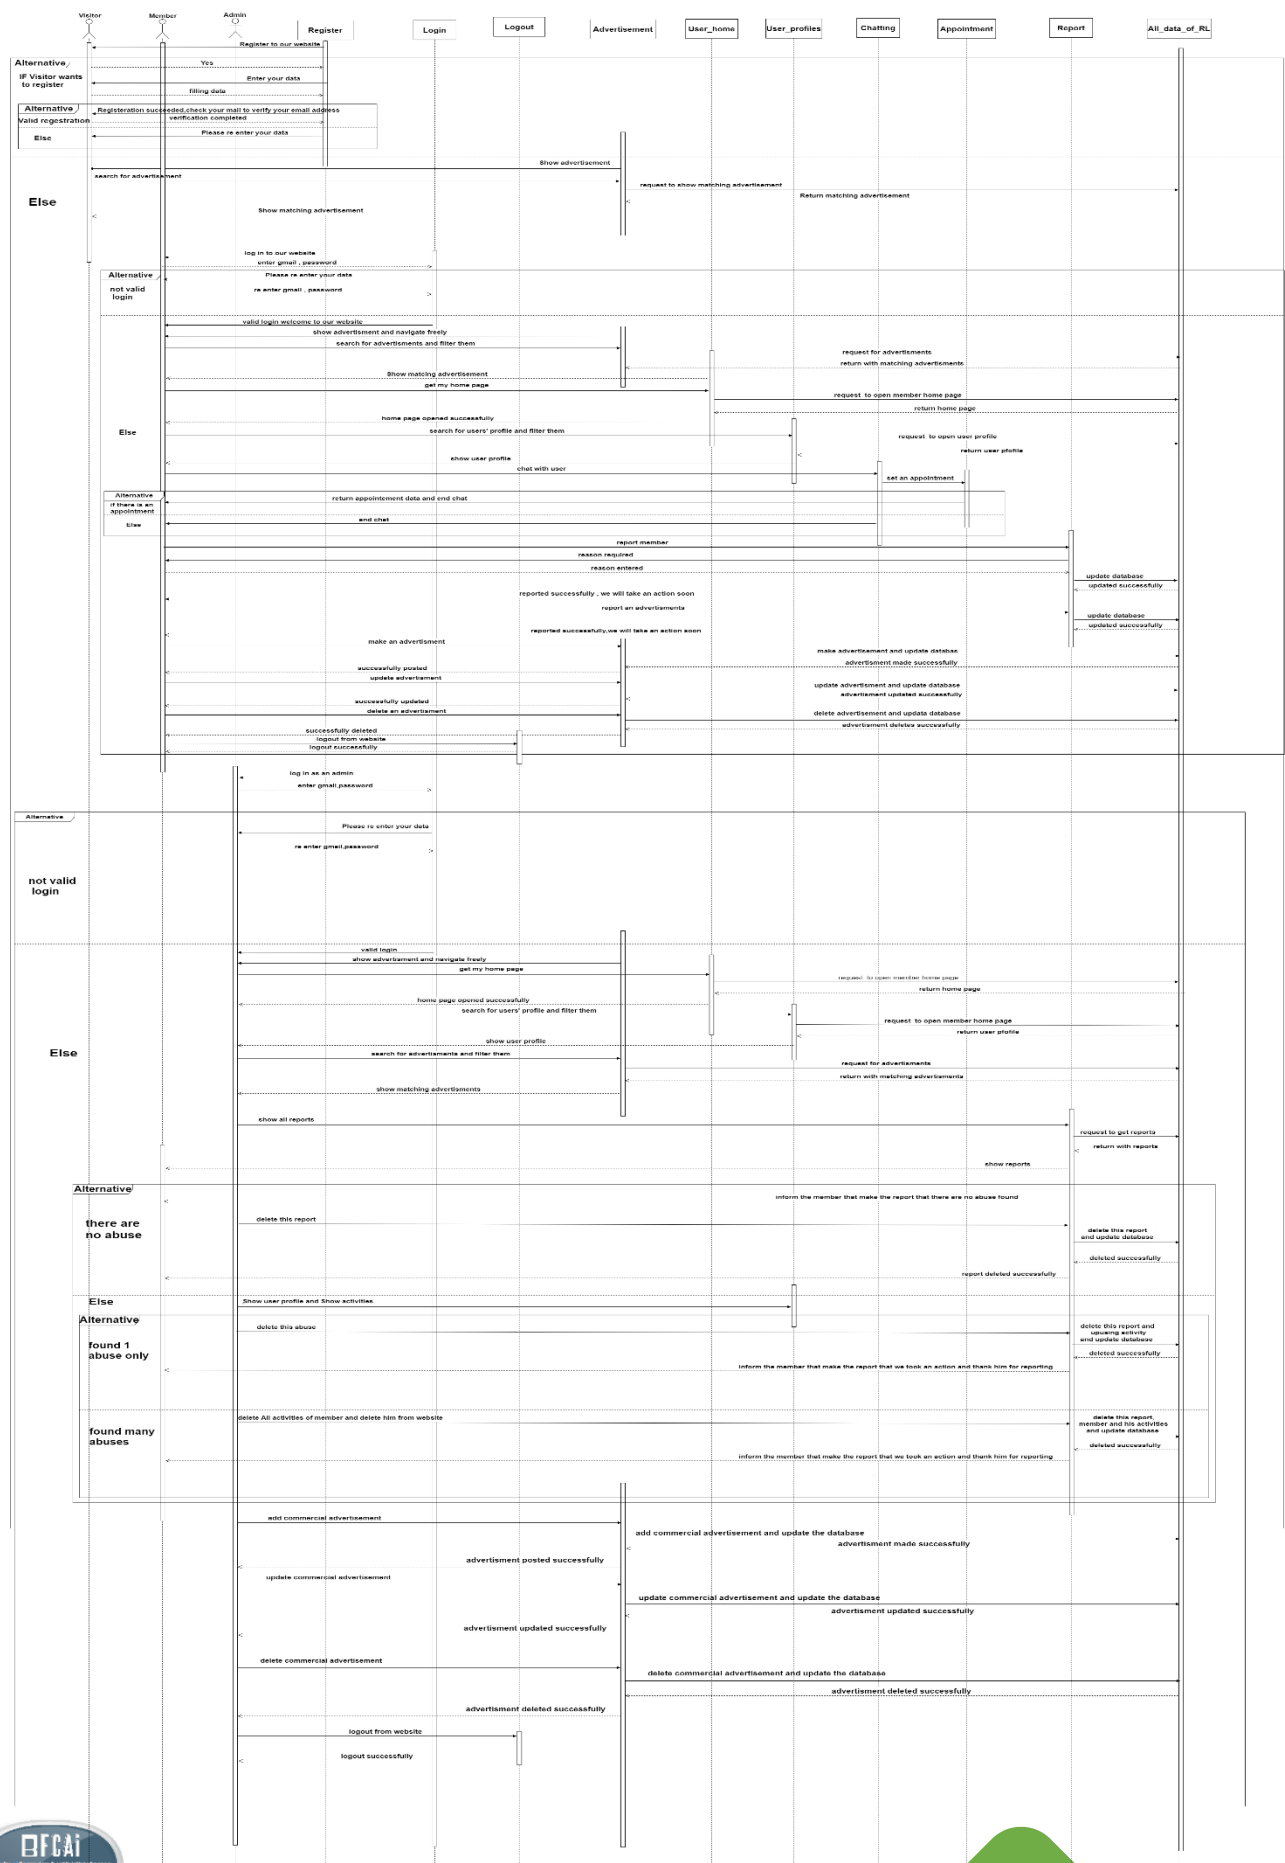 Visitor
Member
Admin
Register
Login
Logout
Advertisement
User_home
User_profiles
Chatting
Appointment
Report
All_data_of_RL
Register to our website
Alternative
Yes
IF Visitor wants
to register
Enter your data
filling data
Alternative
Registeration succeeded,check your mail to verify your email address
Valid regestration
verification completed
Please re enter your data
Else
Show advertisement
search for advertisement
request to show matching advertisement
Return matching advertisement
Else
Show matching advertisement
log in to our website
enter gmail , password
Alternative
Please re enter your data
not valid
login
re enter gmail , password
valid login welcome to our website
show advertisment and navigate freely
search for advertisments and filter them
request for advertisments
return with matching advertisments
Show matcing advertisement
get my home page
request to open member home page
return home page
home page opened successfully
Else
search for users' profile and filter them
request to open user profile
return user pfofile
show user profile
chat with user
set an appointment
Alternative
return appointement data and end chat
if there is an
appointment
end chat
Else
report member
reason required
reason entered
update database
updated successfully
reported successfully , we will take an action soon
report an advertisments
update database
updated successfully
reported successfully,we will take an action soon
make an advertisment
make advertisement and update databas
advertisment made successfully
successfully posted
update advertisment
update advertisment and update database
advertisment updated successfully
successfully updated
delete an advertisment
delete advertisement and updata database
advertisment deletes successfully
successfully deleted
logout from website
logout successfully
log in as an admin
enter gmail,password
Alternative
Please re enter your data
re enter gmail,password
not valid
login
valid login
show advertisment and navigate freely
get my home page
request to open member home page
return home page
home page opened successfully
search for users' profile and filter them
request to open member home page
return user pfofile
show user profile
Else
search for advertisments and filter them
request for advertisments
return with matching advertisments
show matching advertisments
show all reports
request to get reports
return with reports
show reports
Alternative
inform the member that make the report that there are no abuse found
there are
no abuse
delete this report
delete this report
and update database
deleted successfully
report deleted successfully
Else
Show user profile and Show activities
Alternative
delete this abuse
delete this report and
upusing activity
and update database
found 1
abuse only
deleted successfully
inform the member that make the report that we took an action and thank him for reporting
delete All activities of member and delete him from website
delete this report,
member and his activities
and update database
found many
abuses
deleted successfully
inform the member that make the report that we took an action and thank him for reporting
add commercial advertisement
add commercial advertisement and update the database
advertisment made successfully
advertisment posted successfully
update commercial advertisement
update commercial advertisement and update the database
advertisment updated successfully
advertisment updated successfully
delete commercial advertisement
delete commercial advertisement and update the database
advertisment deleted successfully
advertisment deleted successfully
logout from website
logout successfully
BFCAi